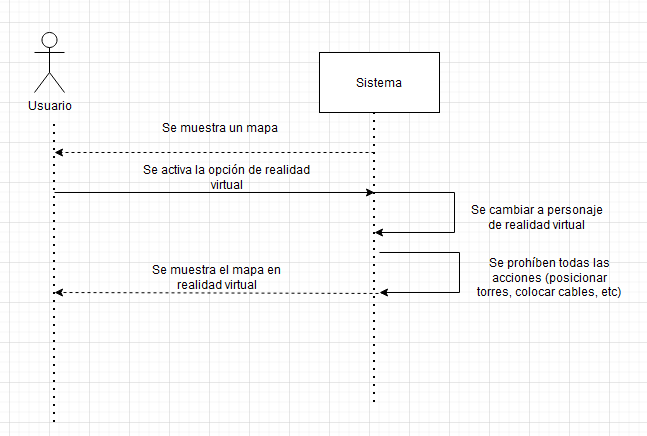 Usuario
Sistema
Se muestra un mapa
Se activa la opción de realidad
virtual
Se cambiar a personaje
de realidad virtual
Se prohíben todas las
acciones (posicionar
torres, colocar cables, etc)
Se muestra el mapa en
realidad virtual